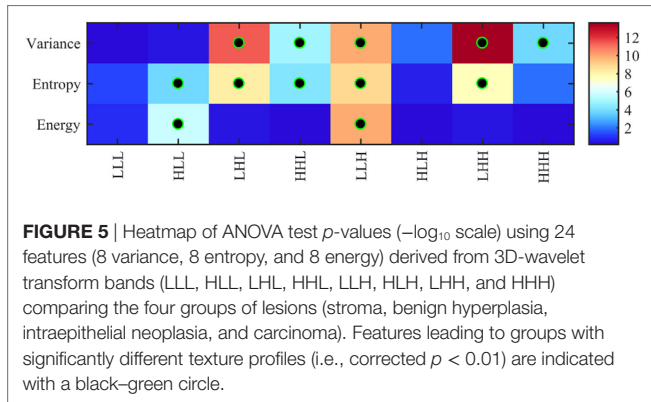 Variance
Entropy
Energy
12
10
8
6
4
2
LLL
HLL
LHL
HHL
LLH
HLH
LHH
HHH
FIGURE 5 | Heatmap of ANOVA test p-values (−log₁₀ scale) using 24
features (8 variance, 8 entropy, and 8 energy) derived from 3D-wavelet
transform bands (LLL, HLL, LHL, HHL, LLH, HLH, LHH, and HHH)
comparing the four groups of lesions (stroma, benign hyperplasia,
intraepithelial neoplasia, and carcinoma). Features leading to groups with
significantly different texture profiles (i.e., corrected p < 0.01) are indicated
with a black–green circle.